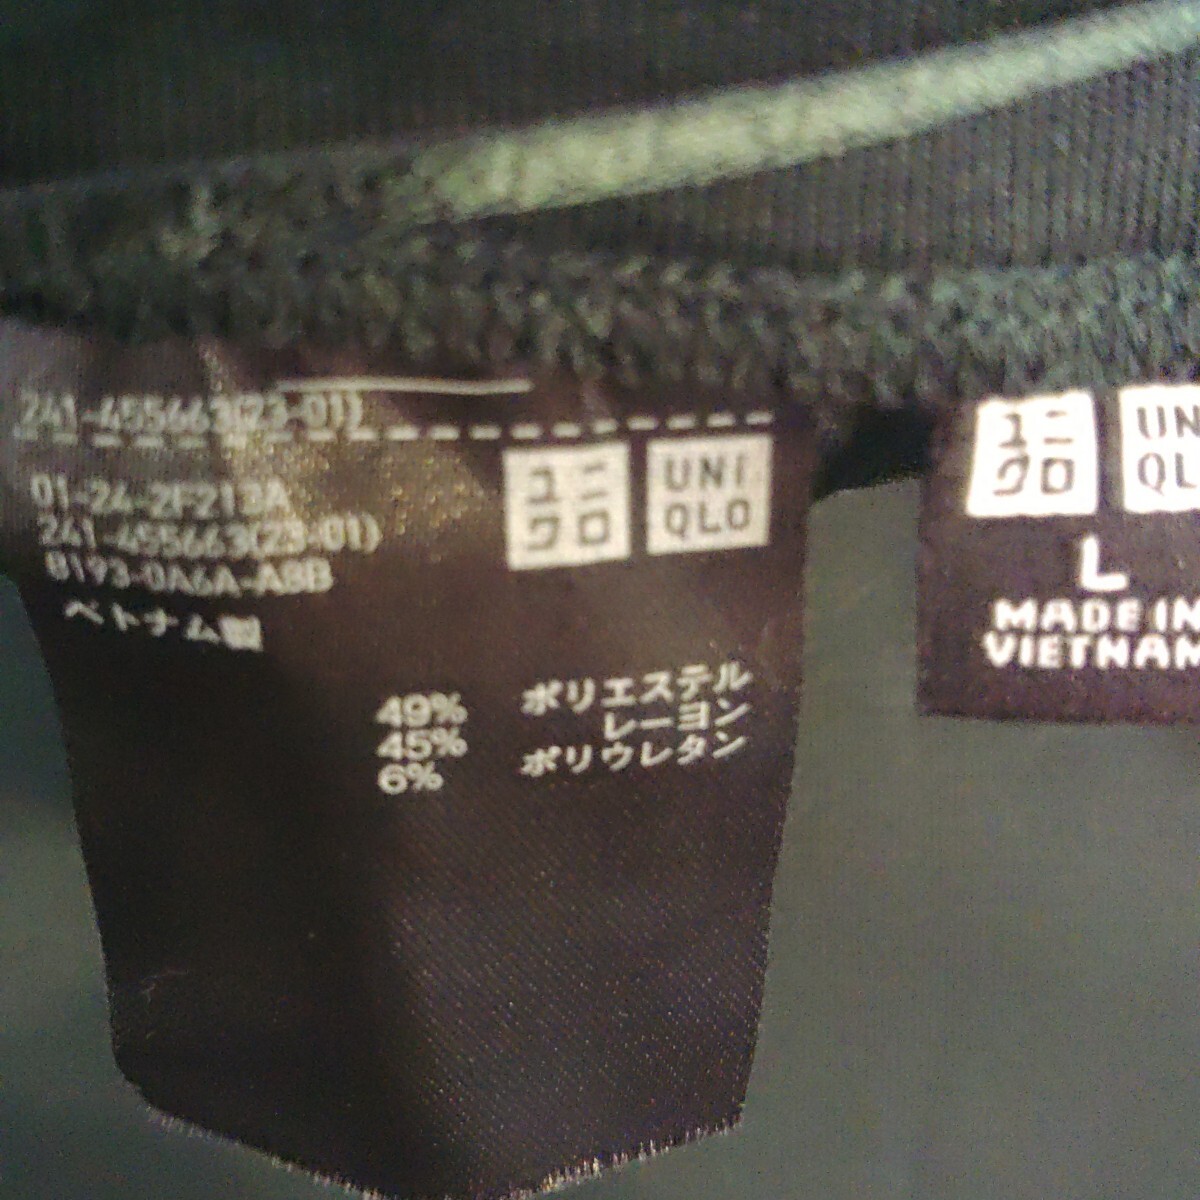 241-455663(23-01)
01-24-2F213A
241-455663(23-01)
ベトナム製
ユニ
クロ
UNI
QLO
49% ポリエステル
45% レーヨン
6% ポリウレタン
ユニ
クロ
UN
QL
L
MADE IN
VIETNAM